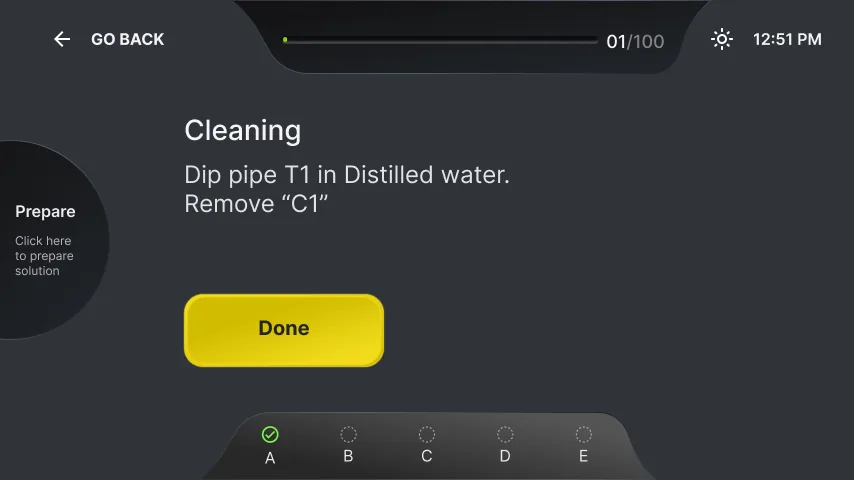 GO BACK
01/100
12:51 PM
Cleaning
Dip pipe T1 in Distilled water.
Remove “C1”
Prepare
Click here
to prepare
solution
Done
A
B
C
D
E